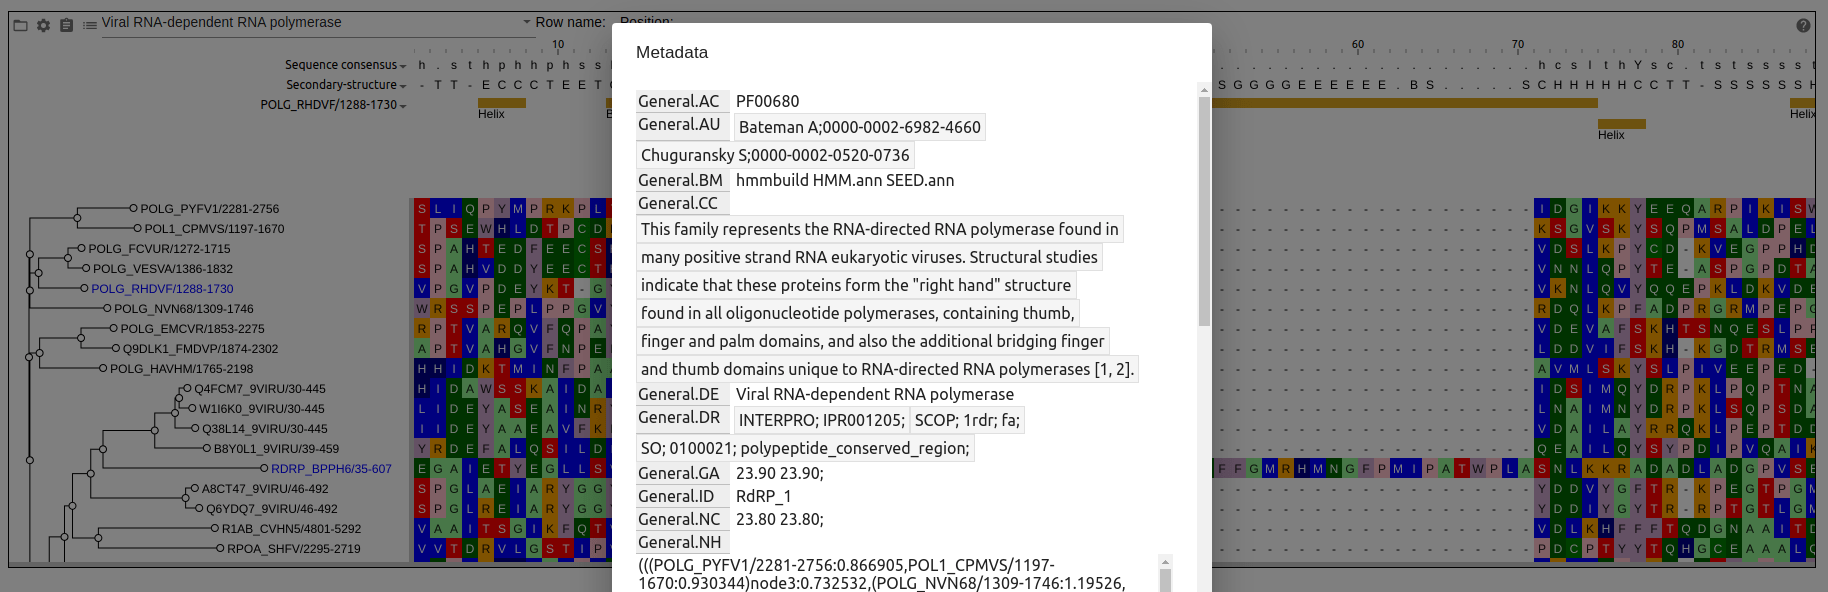 Viral RNA-dependent RNA polymerase Row name: Position:
10 60 70 80
Sequence consensus h . s t h p h h p h s s h c s l t h Y s c . t s t s s s s t
Secondary-structure - T T - E C C C T E E T S G G G G E E E E E E . B S . . . . . S C H H H H H C C T T - S S S S S S
POLG_RHDVF/1288-1730
Helix Helix
Helix
Metadata
General.AC PF00680
General.AU Bateman A;0000-0002-6982-4660
Chuguransky S;0000-0002-0520-0736
General.BM hmmbuild HMM.ann SEED.ann
General.CC
This family represents the RNA-directed RNA polymerase found in
many positive strand RNA eukaryotic viruses. Structural studies
indicate that these proteins form the "right hand" structure
found in all oligonucleotide polymerases, containing thumb,
finger and palm domains, and also the additional bridging finger
and thumb domains unique to RNA-directed RNA polymerases [1, 2].
General.DE Viral RNA-dependent RNA polymerase
General.DR INTERPRO; IPR001205; SCOP; 1rdr; fa;
SO; 0100021; polypeptide_conserved_region;
General.GA 23.90 23.90;
General.ID RdRP_1
General.NC 23.80 23.80;
General.NH
(((POLG_PYFV1/2281-2756:0.866905,POL1_CPMVS/1197-
1670:0.930344)node3:0.732532,(POLG_NVN68/1309-1746:1.19526,
POLG_PYFV1/2281-2756 S L I Q P Y M P R K P L I D G I K K Y E E Q A R P I K I S W
POL1_CPMVS/1197-1670 T P S E W H L D T P C D K S G V S K Y S Q P M S A L D P E L
POLG_FCVUR/1272-1715 S P A H T E D F E E C S V D S L K P Y C D - K V E G P P H D
POLG_VESVA/1386-1832 S P A H V D D Y E E C T V N N L Q P Y T E - A S P G P D T A
POLG_RHDVF/1288-1730 V P G V P D E Y K T - G V K N L Q V Y Q Q E P K L D K V D E
POLG_NVN68/1309-1746 W R S S P E P L P P G V R D Q L K P F A D P R G R M P E P
POLG_EMCVR/1853-2275 R P T V A R Q V F Q P A V D E V A F S K H T S N Q E S L P P
Q9DLK1_FMDVP/1874-2302 A P T V A H G V F N P E L D D V I F S K H - K G D T R M S E
POLG_HAVHM/1765-2198 H H I D K T M I N F P A A V M L S K Y S L P I V E E P E D -
Q4FCM7_9VIRU/30-445 H I D A W S S K A I D A I D S I M Q Y D R P K L P Q P T N
W1I6K0_9VIRU/30-445 L I D E Y A S E A I N R L N A I M N Y D R P K L S Q P S D
Q38L14_9VIRU/30-445 I D E Y A A E A V F K V D A I L A Y R R Q K L P E P T D
B8Y0L1_9VIRU/39-459 Y R D E F A L Q S I L D Q E A I L Q Y S P D I P V Q A I K
RDRP_BPPH6/35-607 E G A I E T Y E G L L S F F G M R H M N G F P M I P A T W P L A S N L K K R A D A D L A D G P V S E
A8CT47_9VIRU/46-492 S P G L A E I A R Y G G Y D D V Y G F T R - K P E G T P G M
Q6YDQ7_9VIRU/46-492 S P G L R E I A R Y G G Y D D I Y G Y T R - R P T G T L G M
R1AB_CVHN5/4801-5292 V A A I T S G I K F Q T V D L K H F F F T Q D G N A A I T D
RPOA_SHFV/2295-2719 V V T D R V L G S T I P P D C P T Y Y T Q H G C E A A A L Q